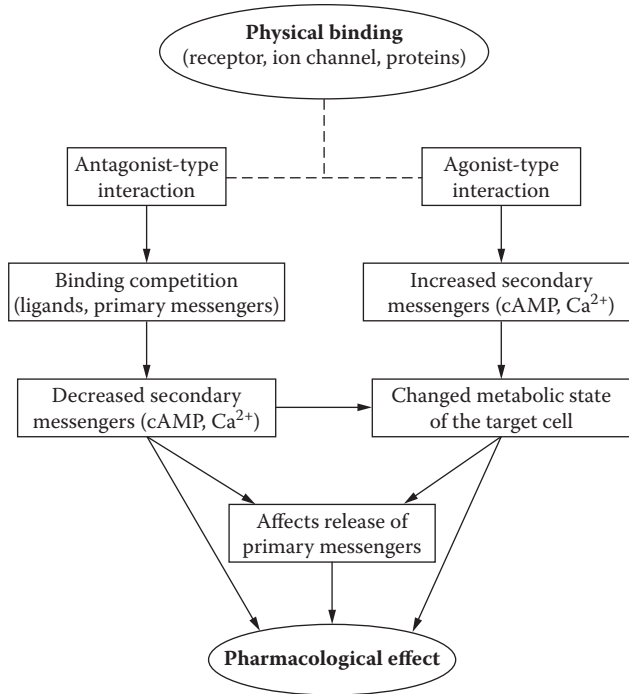 Physical binding
(receptor, ion channel, proteins)
Antagonist-type
interaction
Agonist-type
interaction
Binding competition
(ligands, primary messengers)
Increased secondary
messengers (cAMP, Ca²⁺)
Decreased secondary
messengers (cAMP, Ca²⁺)
Changed metabolic state
of the target cell
Affects release of
primary messengers
Pharmacological effect